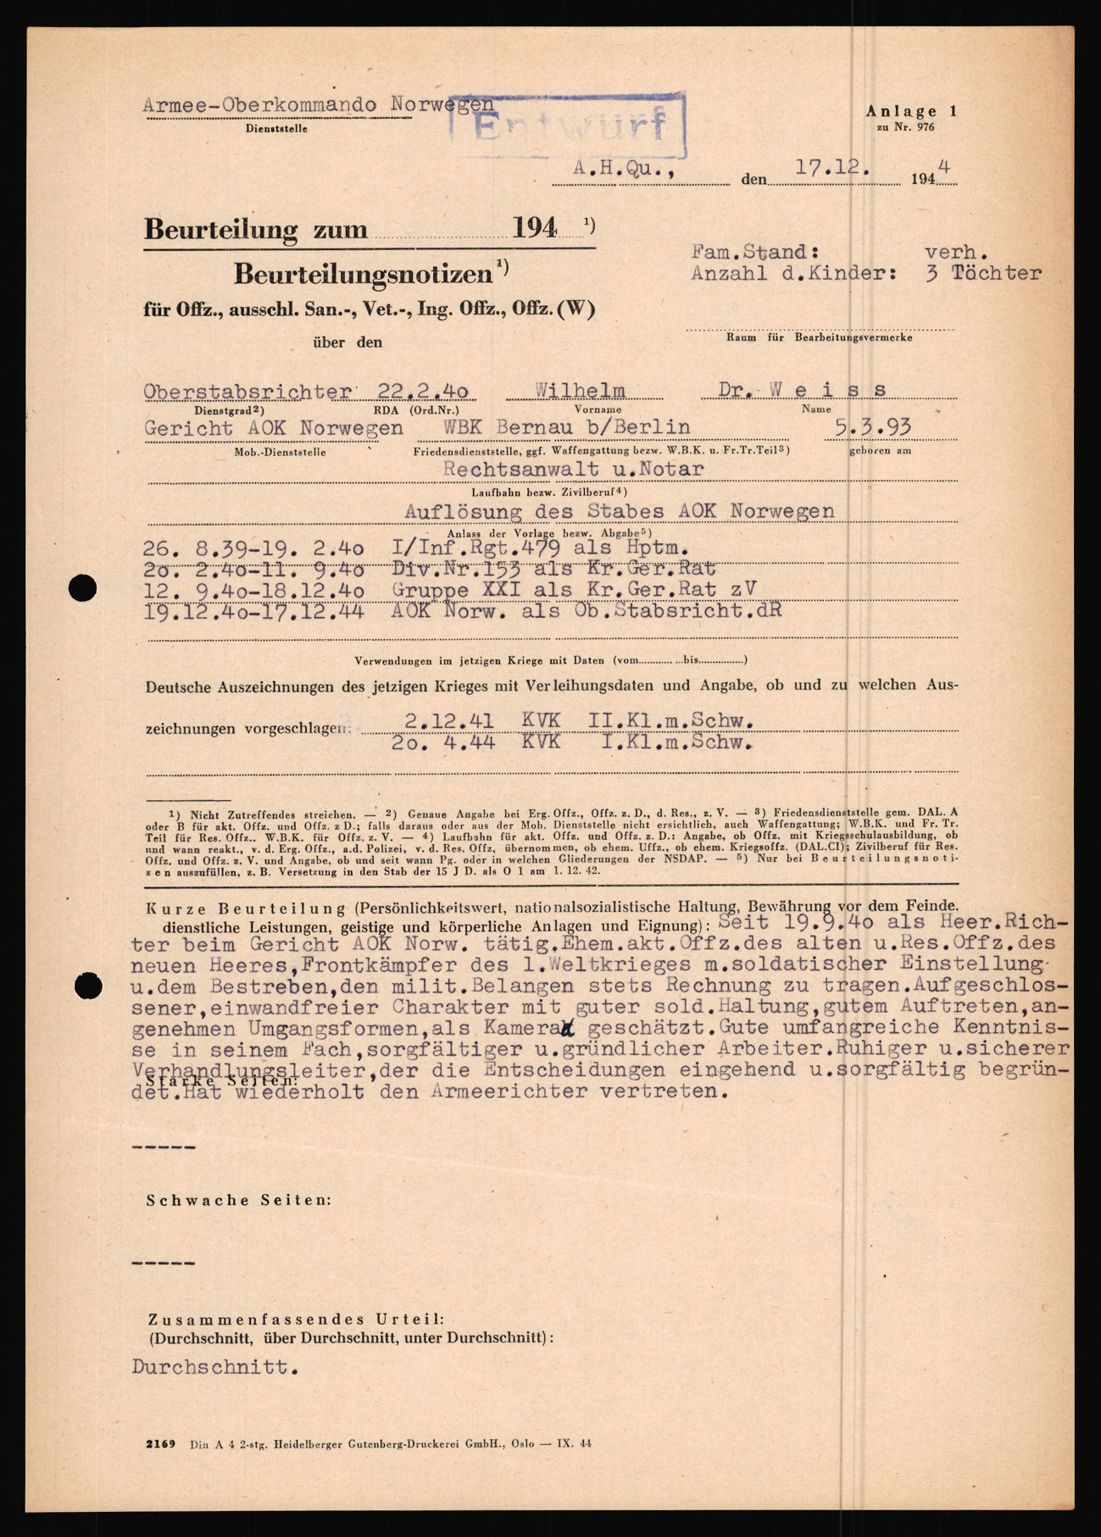 Armee-Oberkommando Norwegen
Dienststelle
Entwurf
Anlage 1
zu Nr. 976
A.H.Qu., den 17.12. 1944
Beurteilung zum 194 ¹)
Beurteilungsnotizen ¹)
für Offz., ausschl. San.-, Vet.-, Ing. Offz., Offz. (W)
über den
Fam.Stand: verh.
Anzahl d.Kinder: 3 Töchter
Raum für Bearbeitungsvermerke
Oberstabsrichter 22.2.4o Wilhelm Dr. W e i s s
Dienstgrad²) RDA (Ord.Nr.) Vorname Name
Gericht AOK Norwegen WBK Bernau b/Berlin 5.3.93
Mob.-Dienststelle Friedensdienststelle, ggf. Waffengattung bezw. W.B.K. u. Fr.Tr.Teil³) geboren am
Rechtsanwalt u.Notar
Laufbahn bezw. Zivilberuf⁴)
Auflösung des Stabes AOK Norwegen
Anlass der Vorlage bezw. Abgabe⁵)
26. 8.39-19. 2.4o I/Inf.Rgt.479 als Hptm.
2o. 2.4o-11. 9.4o Div.Nr.153 als Kr.Ger.Rat
12. 9.4o-18.12.4o Gruppe XXI als Kr.Ger.Rat zV
19.12.4o-17.12.44 AOK Norw. als Ob.Stabsricht.dR
Verwendungen im jetzigen Kriege mit Daten (vom............bis............)
Deutsche Auszeichnungen des jetzigen Krieges mit Verleihungsdaten und Angabe, ob und zu welchen Aus-
zeichnungen vorgeschlagen: 2.12.41 KVK II.Kl.m.Schw.
2o. 4.44 KVK I.Kl.m.Schw.
¹) Nicht Zutreffendes streichen. — ²) Genaue Angabe bei Erg. Offz., Offz. z. D., d. Res., z. V. — ³) Friedensdienststelle gem. DAL. A
oder B für akt. Offz. und Offz. z D.; falls daraus oder aus der Mob. Dienststelle nicht ersichtlich, auch Waffengattung; W.B.K. und Fr. Tr.
Teil für Res. Offz.. W.B.K. für Offz. z. V. — ⁴) Laufbahn für akt. Offz. und Offz. z. D.: Angabe, ob Offz. mit Kriegsschulausbildung, ob
und wann reakt., v. d. Erg. Offz., a.d. Polizei, v. d. Res. Offz, übernommen, ob ehem. Uffz., ob ehem. Kriegsoffz. (DAL.CI); Zivilberuf für Res.
Offz. und Offz. z. V. und Angabe, ob und seit wann Pg. oder in welchen Gliederungen der NSDAP. — ⁵) Nur bei Beurteilungsnoti-
zen auszufüllen, z. B. Versetzung in den Stab der 15 J D. als O 1 am 1. 12. 42.
Kurze Beurteilung (Persönlichkeitswert, nationalsozialistische Haltung, Bewährung vor dem Feinde.
dienstliche Leistungen, geistige und körperliche Anlagen und Eignung): Seit 19.9.4o als Heer.Rich-
ter beim Gericht AOK Norw. tätig.Ehem.akt.Offz.des alten u.Res.Offz.des
neuen Heeres,Frontkämpfer des 1.Weltkrieges m.soldatischer Einstellung
u.dem Bestreben,den milit.Belangen stets Rechnung zu tragen.Aufgeschlos-
sener,einwandfreier Charakter mit guter sold.Haltung,gutem Auftreten,an-
genehmen Umgangsformen,als Kamerad geschätzt.Gute umfangreiche Kenntnis-
se in seinem Fach,sorgfältiger u.gründlicher Arbeiter.Ruhiger u.sicherer
Verhandlungsleiter,der die Entscheidungen eingehend u.sorgfältig begrün-
Starke Seiten:
det.Hat wiederholt den Armeerichter vertreten.
-----
Schwache Seiten:
-----
Zusammenfassendes Urteil:
(Durchschnitt, über Durchschnitt, unter Durchschnitt):
Durchschnitt.
2169 Din A 4 2-stg. Heidelberger Gutenberg-Druckerei GmbH., Oslo — IX. 44